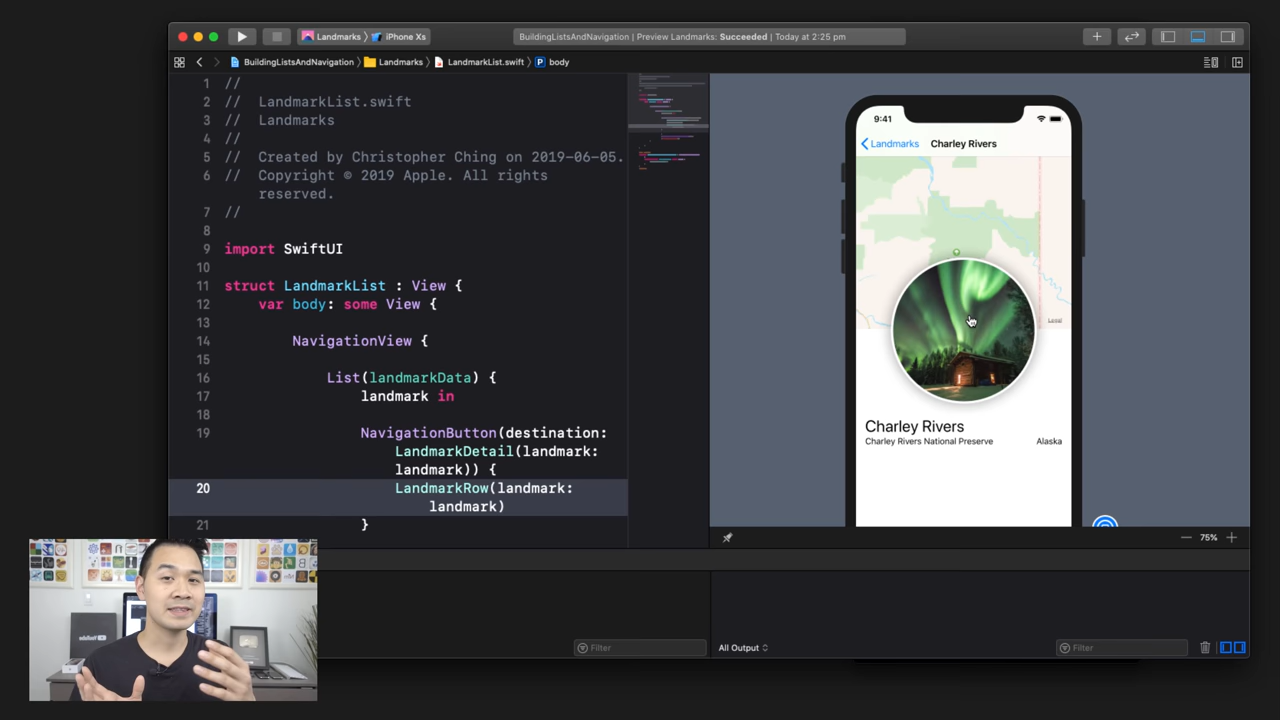 Landmarks
iPhone Xs
BuildingListsAndNavigation | Preview Landmarks: Succeeded | Today at 2:25 pm
BuildingListsAndNavigation
Landmarks
LandmarkList.swift
P
body
1 //
2 // LandmarkList.swift
3 // Landmarks
4 //
5 // Created by Christopher Ching on 2019-06-05.
6 // Copyright © 2019 Apple. All rights
reserved.
7 //
8
9 import SwiftUI
10
11 struct LandmarkList : View {
12 var body: some View {
13
14 NavigationView {
15
16 List(landmarkData) {
17 landmark in
18
19 NavigationButton(destination:
LandmarkDetail(landmark:
landmark)) {
20 LandmarkRow(landmark:
landmark)
21 }
9:41
Landmarks
Charley Rivers
Legal
Charley Rivers
Charley Rivers National Preserve
Alaska
75%
YouTube
Filter
All Output
Filter